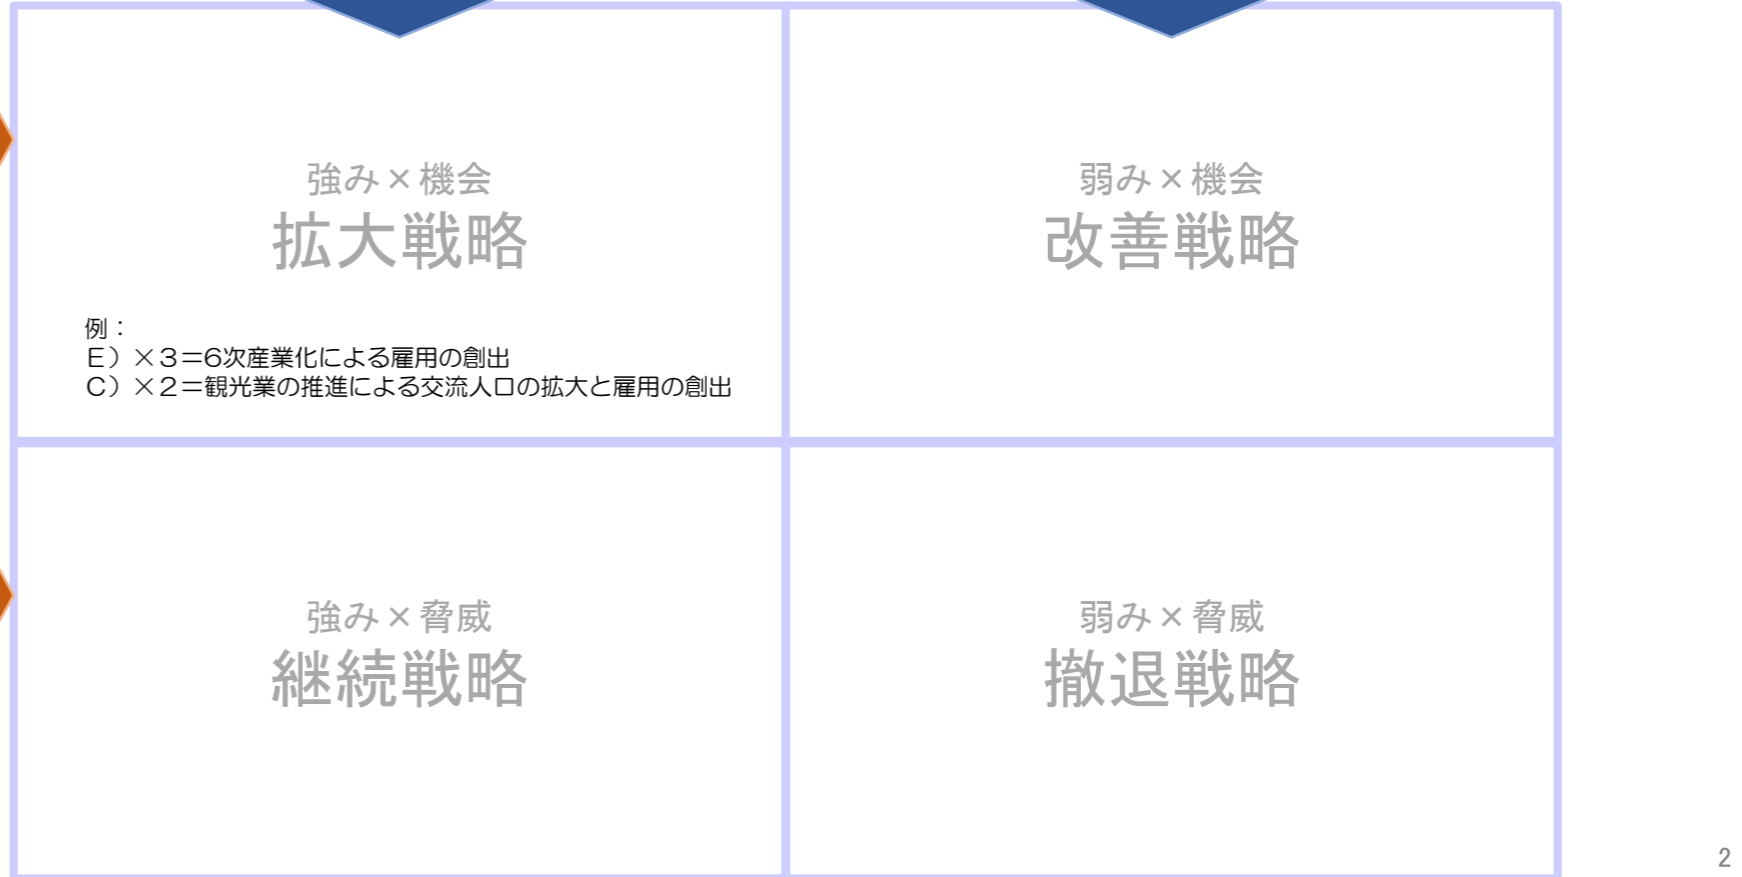 強み×機会
拡大戦略
例：
Ｅ）×３＝6次産業化による雇用の創出
Ｃ）×２＝観光業の推進による交流人口の拡大と雇用の創出
弱み×機会
改善戦略
強み×脅威
継続戦略
弱み×脅威
撤退戦略
2